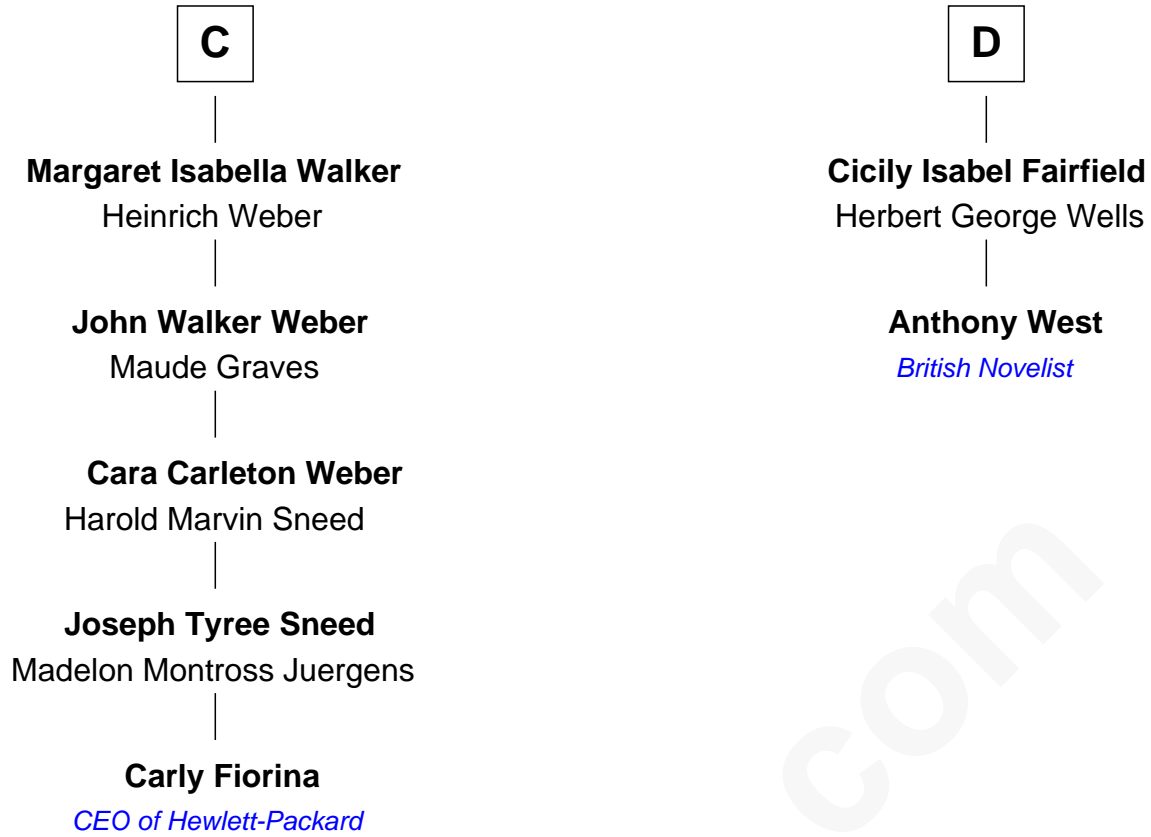 C
D
Margaret Isabella Walker
Heinrich Weber
Cicily Isabel Fairfield
Herbert George Wells
John Walker Weber
Maude Graves
Anthony West
British Novelist
Cara Carleton Weber
Harold Marvin Sneed
Joseph Tyree Sneed
Madelon Montross Juergens
Carly Fiorina
CEO of Hewlett-Packard
com